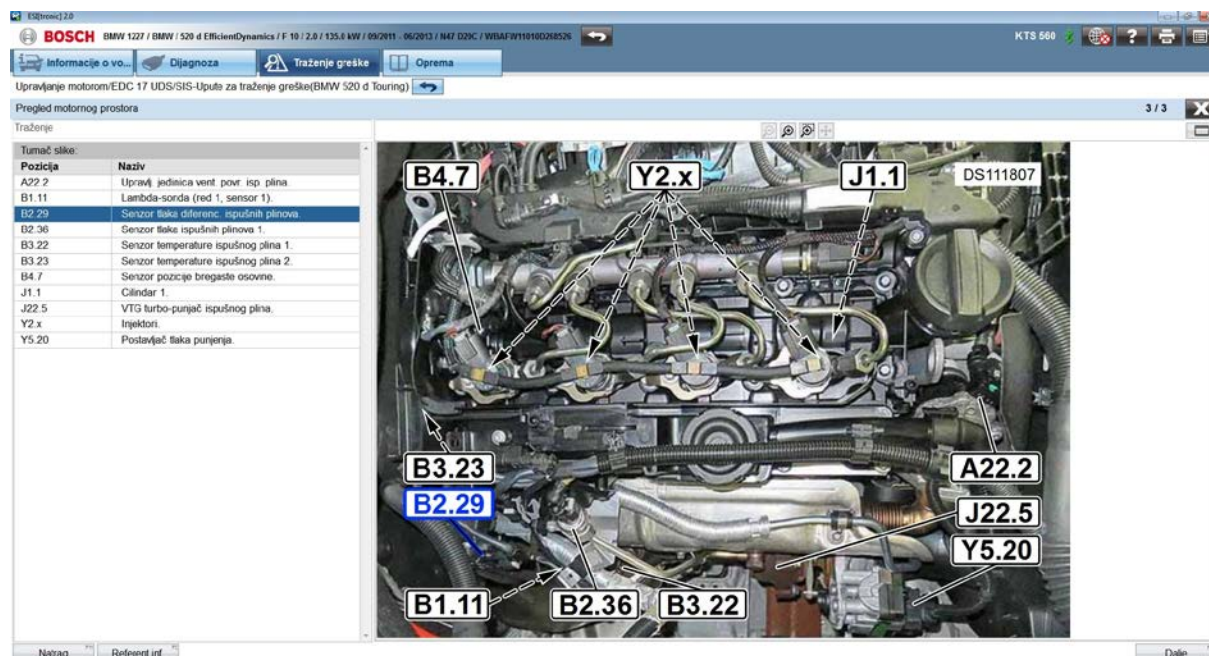 ESI[tronic] 2.0
BOSCH BMW 1227 / BMW / 520 d EfficientDynamics / F 10 / 2.0 / 135.0 kW / 09/2011 - 06/2013 / N47 D20C / WBAFW11010D268526 KTS 560 ?
Informacije o vo... Dijagnoza Traženje greške Oprema
Upravljanje motorom/EDC 17 UDS/SIS-Upute za traženje greške(BMW 520 d Touring)
Pregled motornog prostora 3 / 3 X
Traženje
Tumač slike:
Pozicija Naziv
A22.2 Upravlj. jedinica vent. povr. isp. plina.
B1.11 Lambda-sonda (red 1, sensor 1).
B2.29 Senzor tlaka diferenc. ispušnih plinova.
B2.36 Senzor tlake ispušnih plinova 1.
B3.22 Senzor temperature ispušnog plina 1.
B3.23 Senzor temperature ispušnog plina 2.
B4.7 Senzor pozicije bregaste osovine.
J1.1 Cilindar 1.
J22.5 VTG turbo-punjač ispušnog plina.
Y2.x Injektori.
Y5.20 Postavljač tlaka punjenja.
B4.7 Y2.x J1.1 DS111807
B3.23 A22.2
B2.29 J22.5
Y5.20
B1.11 B2.36 B3.22
Natrag Referent.inf. Dalje